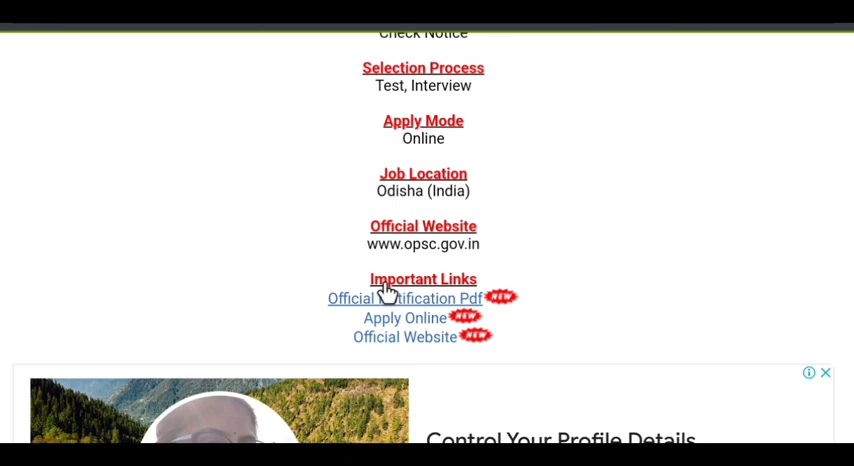 Check Notice
Selection Process
Test, Interview
Apply Mode
Online
Job Location
Odisha (India)
Official Website
www.opsc.gov.in
Important Links
Official Notification Pdf NEW
Apply Online NEW
Official Website NEW
Control Your Profile Details